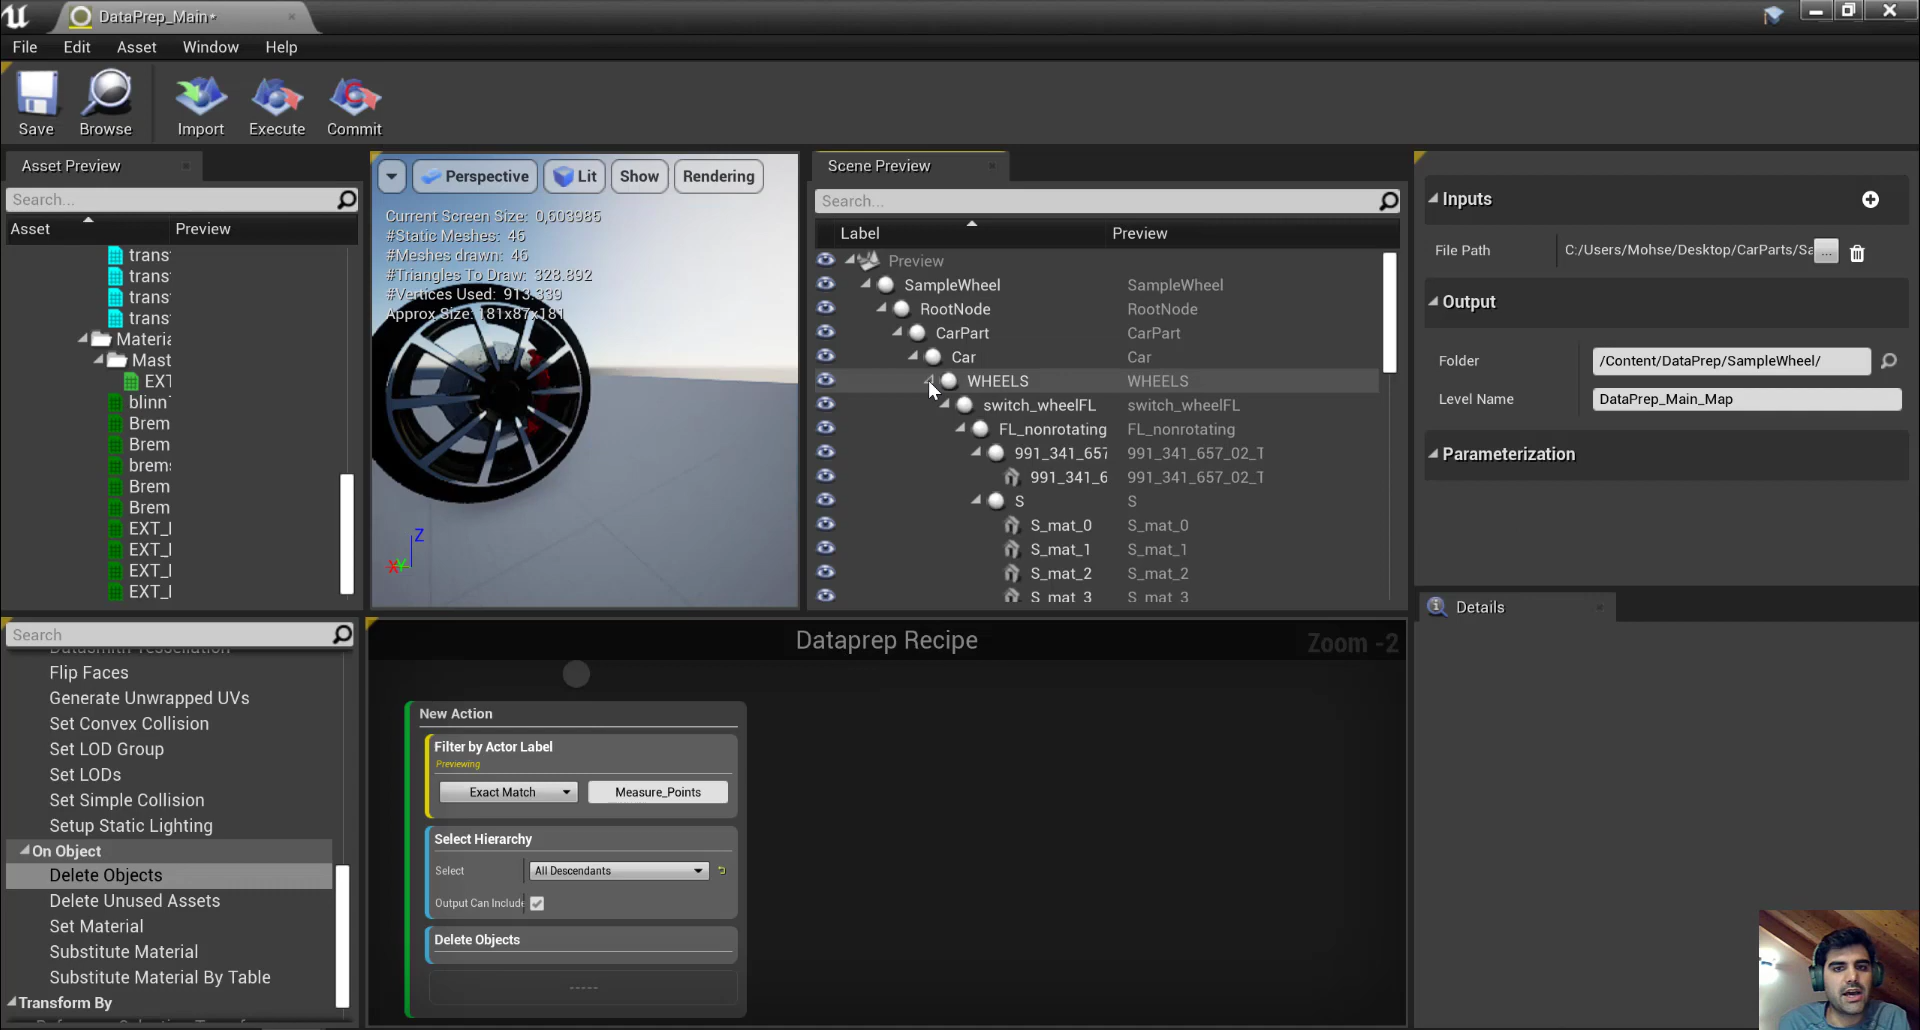 DataPrep_Main*
File Edit Asset Window Help
Save Browse Import Execute Commit
Asset Preview
Search...
Asset Preview
trans
trans
trans
trans
Materia
Mast
EXT
blinn
Brem
Brem
brems
Brem
Brem
EXT_I
EXT_I
EXT_I
EXT_I
Perspective Lit Show Rendering
Current Screen Size: 0,603985
#Static Meshes: 46
#Meshes drawn: 46
#Triangles To Draw: 328.892
#Vertices Used: 913.339
Approx Size: 181x87x181
Z
X Y
Scene Preview
Search...
Label Preview
Preview
SampleWheel SampleWheel
RootNode RootNode
CarPart CarPart
Car Car
WHEELS WHEELS
switch_wheelFL switch_wheelFL
FL_nonrotating FL_nonrotating
991_341_657 991_341_657_02_T
991_341_6 991_341_657_02_T
S S
S_mat_0 S_mat_0
S_mat_1 S_mat_1
S_mat_2 S_mat_2
S_mat_3 S_mat_3
Inputs
File Path C:/Users/Mohse/Desktop/CarParts/Sa ...
Output
Folder /Content/DataPrep/SampleWheel/
Level Name DataPrep_Main_Map
Parameterization
Details
Search
Datasmith Tessellation
Flip Faces
Generate Unwrapped UVs
Set Convex Collision
Set LOD Group
Set LODs
Set Simple Collision
Setup Static Lighting
On Object
Delete Objects
Delete Unused Assets
Set Material
Substitute Material
Substitute Material By Table
Transform By
Dataprep Recipe
Zoom -2
New Action
Filter by Actor Label
Previewing
Exact Match Measure_Points
Select Hierarchy
Select All Descendants
Output Can Include
Delete Objects
-----